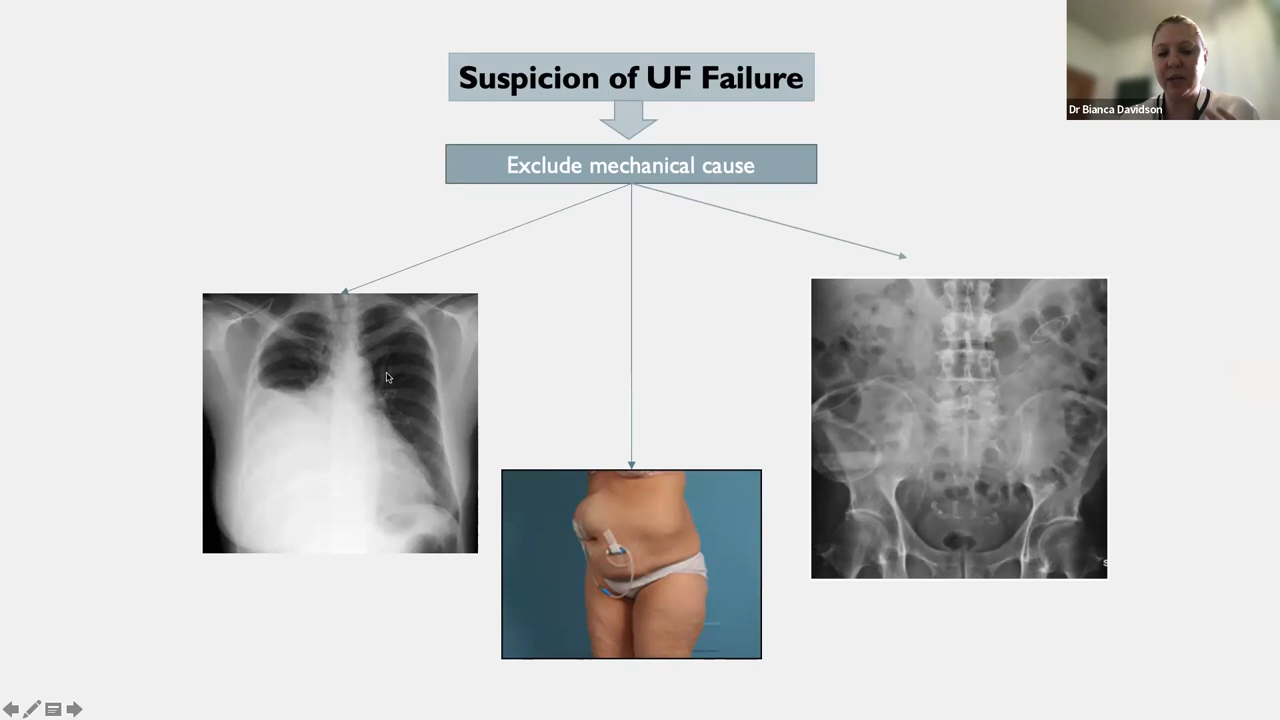 Suspicion of UF Failure
Dr Bianca Davidson
Exclude mechanical cause
S